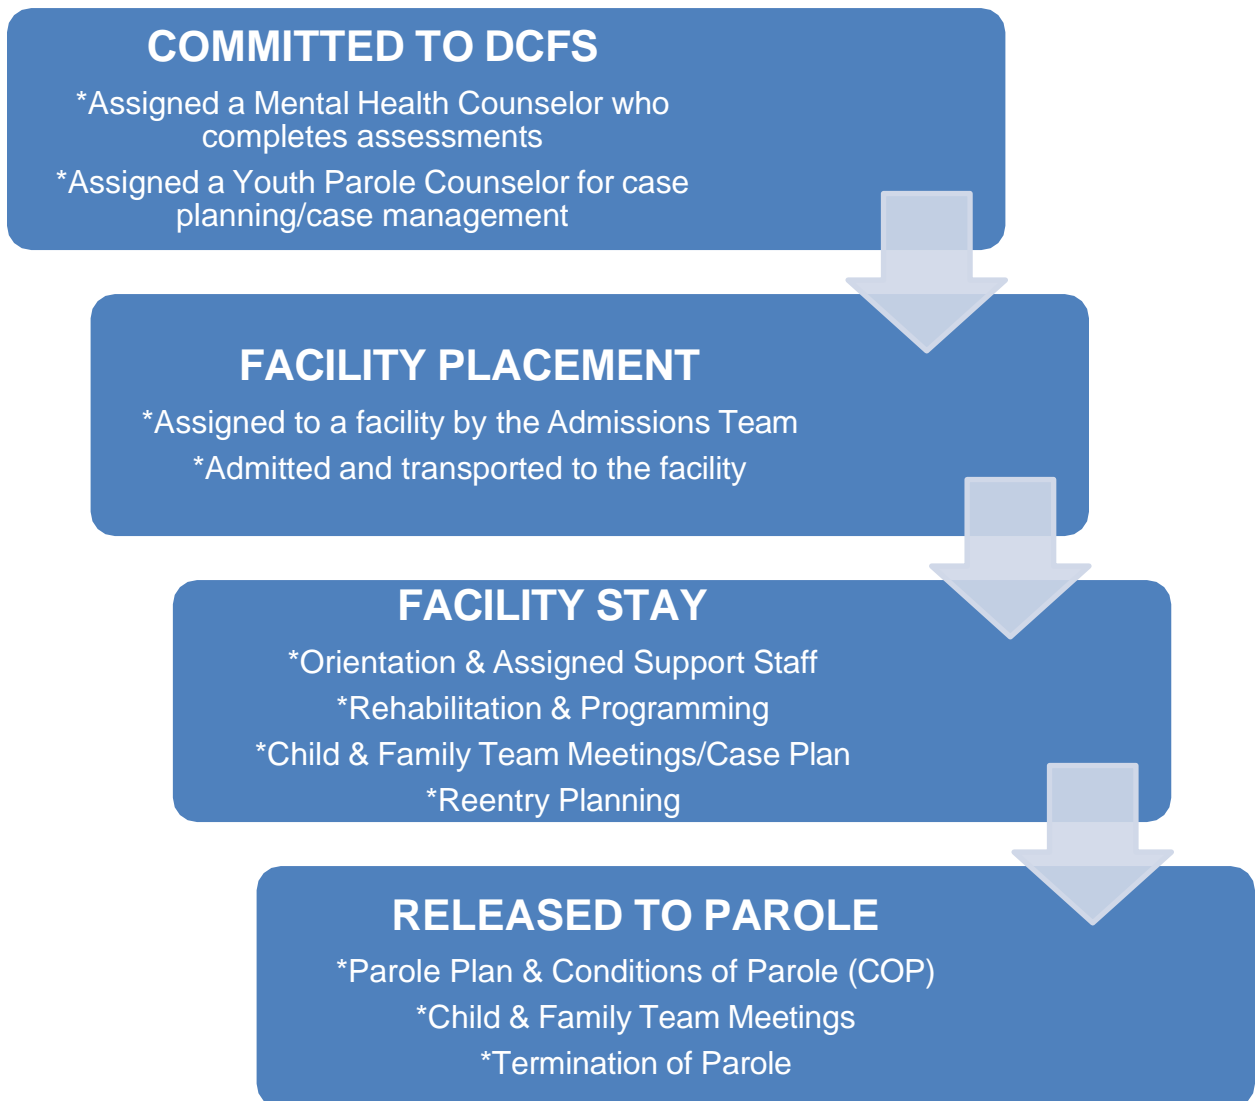 COMMITTED TO DCFS
*Assigned a Mental Health Counselor who
completes assessments
*Assigned a Youth Parole Counselor for case
planning/case management
FACILITY PLACEMENT
*Assigned to a facility by the Admissions Team
*Admitted and transported to the facility
FACILITY STAY
*Orientation & Assigned Support Staff
*Rehabilitation & Programming
*Child & Family Team Meetings/Case Plan
*Reentry Planning
RELEASED TO PAROLE
*Parole Plan & Conditions of Parole (COP)
*Child & Family Team Meetings
*Termination of Parole